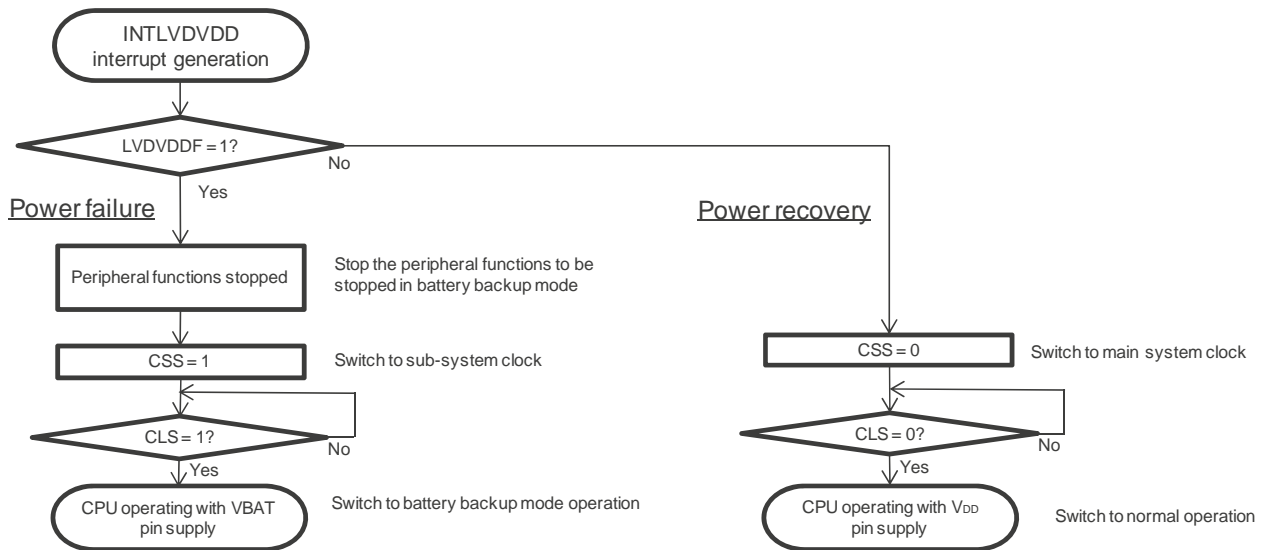 INTLVDVDD
interrupt generation
LVDVDDF = 1?
No
Yes
Power failure
Power recovery
Peripheral functions stopped
Stop the peripheral functions to be
stopped in battery backup mode
CSS = 1
Switch to sub-system clock
CSS = 0
Switch to main system clock
CLS = 1?
No
CLS = 0?
No
Yes
Yes
CPU operating with VBAT
pin supply
Switch to battery backup mode operation
CPU operating with VDD
pin supply
Switch to normal operation